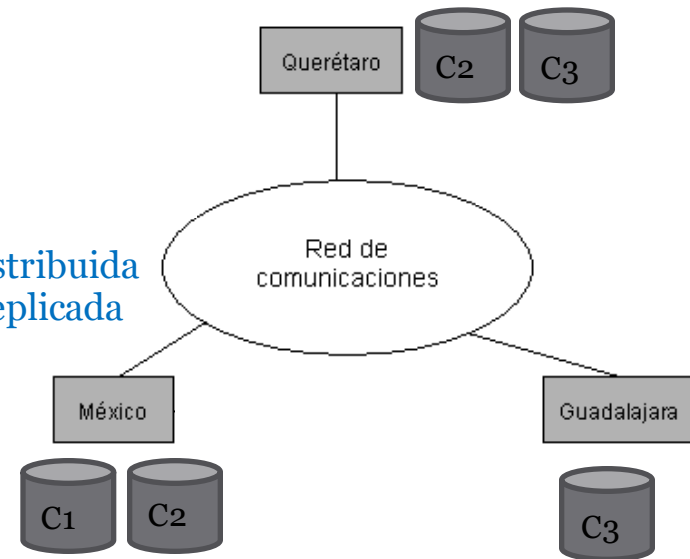 Querétaro
C2
C3
Red de
comunicaciones
stribuida
eplicada
México
Guadalajara
C1
C2
C3